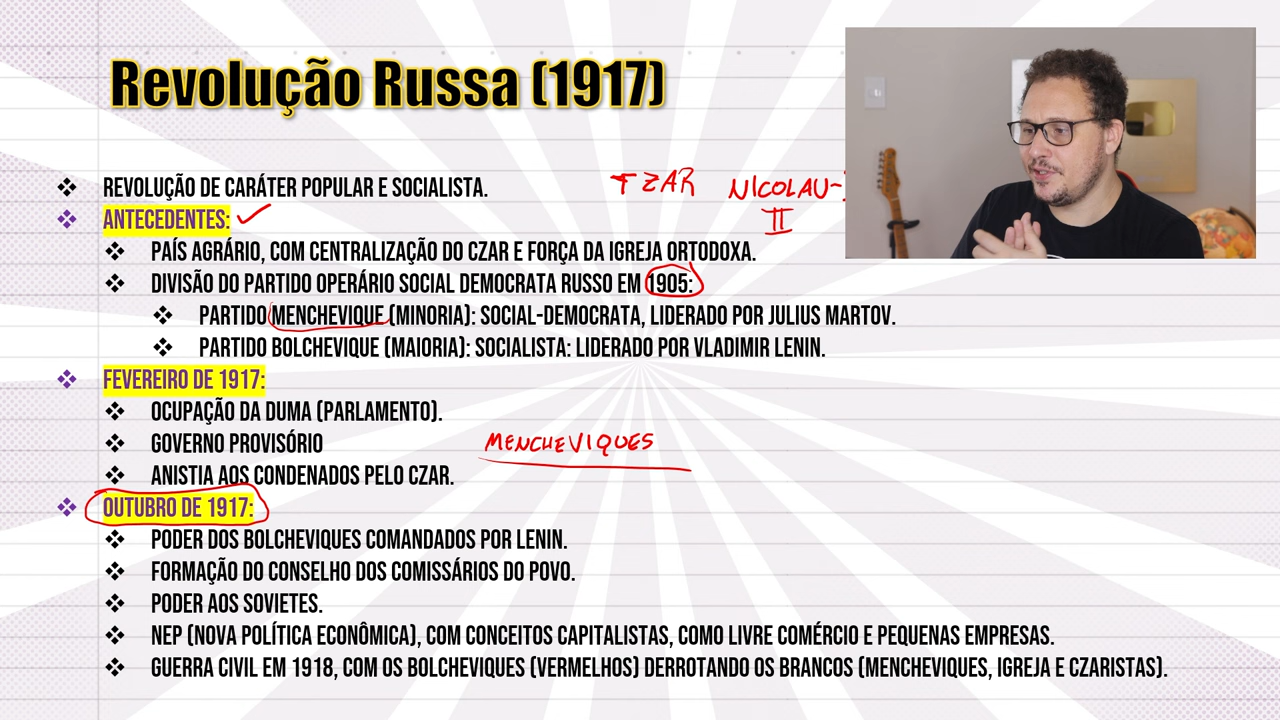 Revolução Russa (1917)
REVOLUÇÃO DE CARÁTER POPULAR E SOCIALISTA.
TZAR NICOLAU-
II
ANTECEDENTES:
PAÍS AGRÁRIO, COM CENTRALIZAÇÃO DO CZAR E FORÇA DA IGREJA ORTODOXA.
DIVISÃO DO PARTIDO OPERÁRIO SOCIAL DEMOCRATA RUSSO EM 1905:
PARTIDO MENCHEVIQUE (MINORIA): SOCIAL-DEMOCRATA, LIDERADO POR JULIUS MARTOV.
PARTIDO BOLCHEVIQUE (MAIORIA): SOCIALISTA: LIDERADO POR VLADIMIR LENIN.
FEVEREIRO DE 1917:
OCUPAÇÃO DA DUMA (PARLAMENTO).
GOVERNO PROVISÓRIO MENCHEVIQUES
ANISTIA AOS CONDENADOS PELO CZAR.
OUTUBRO DE 1917:
PODER DOS BOLCHEVIQUES COMANDADOS POR LENIN.
FORMAÇÃO DO CONSELHO DOS COMISSÁRIOS DO POVO.
PODER AOS SOVIETES.
NEP (NOVA POLÍTICA ECONÔMICA), COM CONCEITOS CAPITALISTAS, COMO LIVRE COMÉRCIO E PEQUENAS EMPRESAS.
GUERRA CIVIL EM 1918, COM OS BOLCHEVIQUES (VERMELHOS) DERROTANDO OS BRANCOS (MENCHEVIQUES, IGREJA E CZARISTAS).